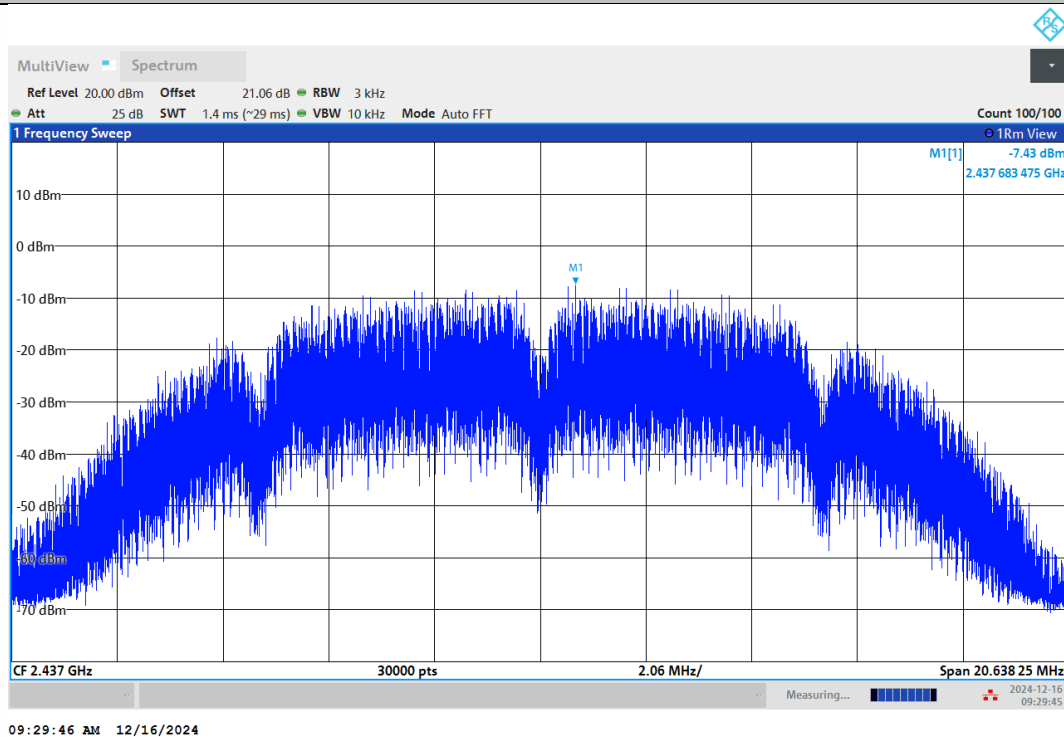 R S
MultiView Spectrum
Ref Level 20.00 dBm Offset 21.06 dB RBW 3 kHz
Att 25 dB SWT 1.4 ms (~29 ms) VBW 10 kHz Mode Auto FFT Count 100/100
1 Frequency Sweep 1Rm View
M1[1] -7.43 dBm
2.437 683 475 GHz
10 dBm
0 dBm
M1
-10 dBm
-20 dBm
-30 dBm
-40 dBm
-50 dBm
-60 dBm
-70 dBm
CF 2.437 GHz 30000 pts 2.06 MHz/ Span 20.638 25 MHz
Measuring... 2024-12-16
09:29:45
09:29:46 AM 12/16/2024